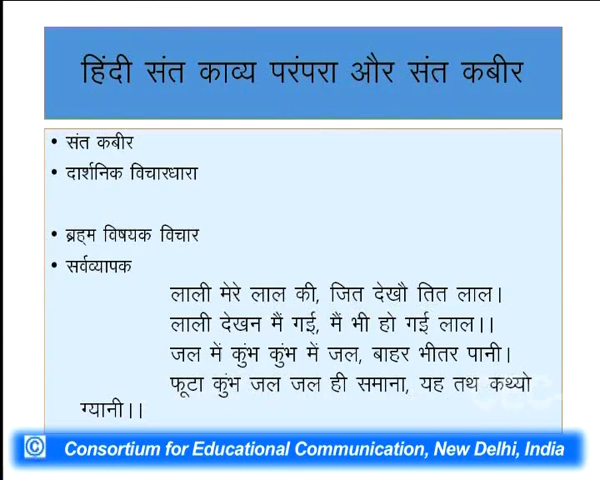 हिंदी संत काव्य परंपरा और संत कबीर
• संत कबीर
• दार्शनिक विचारधारा
• ब्रह्म विषयक विचार
• सर्वव्यापक
लाली मेरे लाल की, जित देखौ तित लाल।
लाली देखन मैं गई, मैं भी हो गई लाल।।
जल में कुंभ कुंभ में जल, बाहर भीतर पानी।
फूटा कुंभ जल जल ही समाना, यह तथ कथ्यो
ग्यानी।।
CEC
© Consortium for Educational Communication, New Delhi, India